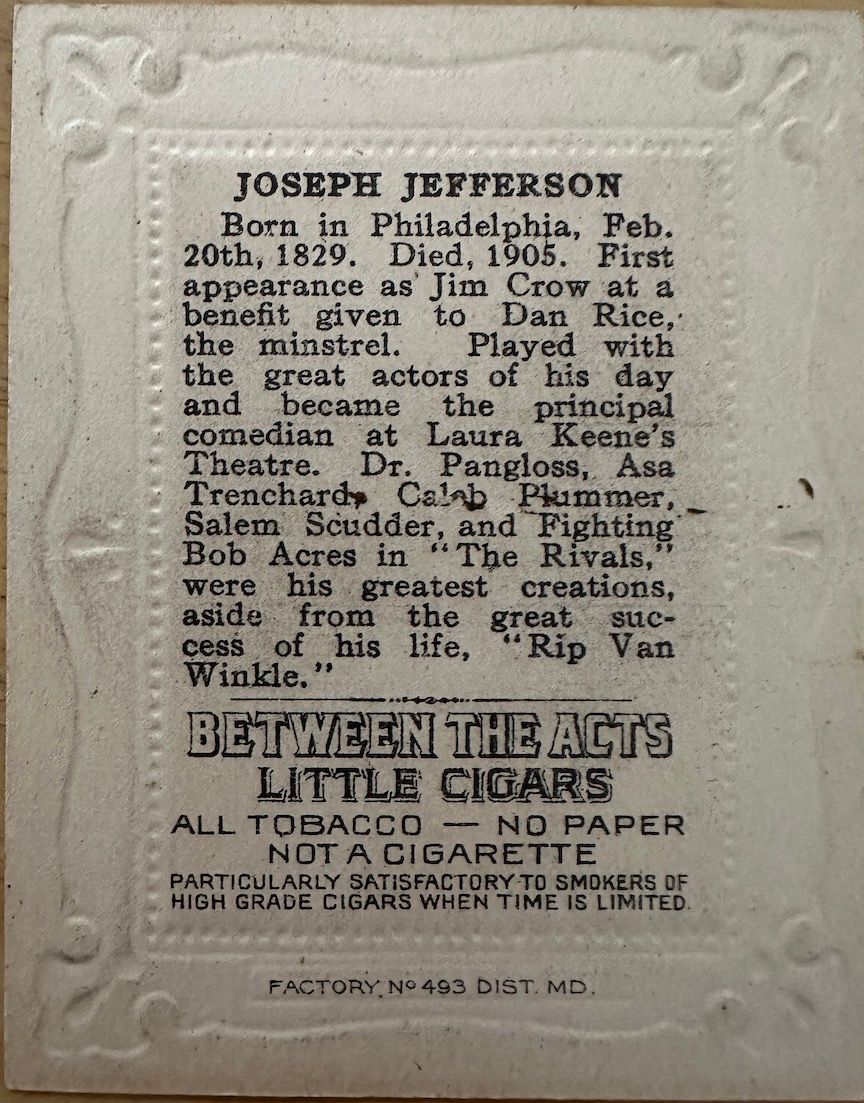 JOSEPH JEFFERSON
Born in Philadelphia, Feb.
20th, 1829. Died, 1905. First
appearance as Jim Crow at a
benefit given to Dan Rice,
the minstrel. Played with
the great actors of his day
and became the principal
comedian at Laura Keene's
Theatre. Dr. Pangloss, Asa
Trenchard, Caleb Plummer,
Salem Scudder, and Fighting
Bob Acres in "The Rivals,"
were his greatest creations,
aside from the great suc-
cess of his life, "Rip Van
Winkle."
BETWEEN THE ACTS
LITTLE CIGARS
ALL TOBACCO — NO PAPER
NOT A CIGARETTE
PARTICULARLY SATISFACTORY TO SMOKERS OF
HIGH GRADE CIGARS WHEN TIME IS LIMITED.
FACTORY, Nº 493 DIST. MD.